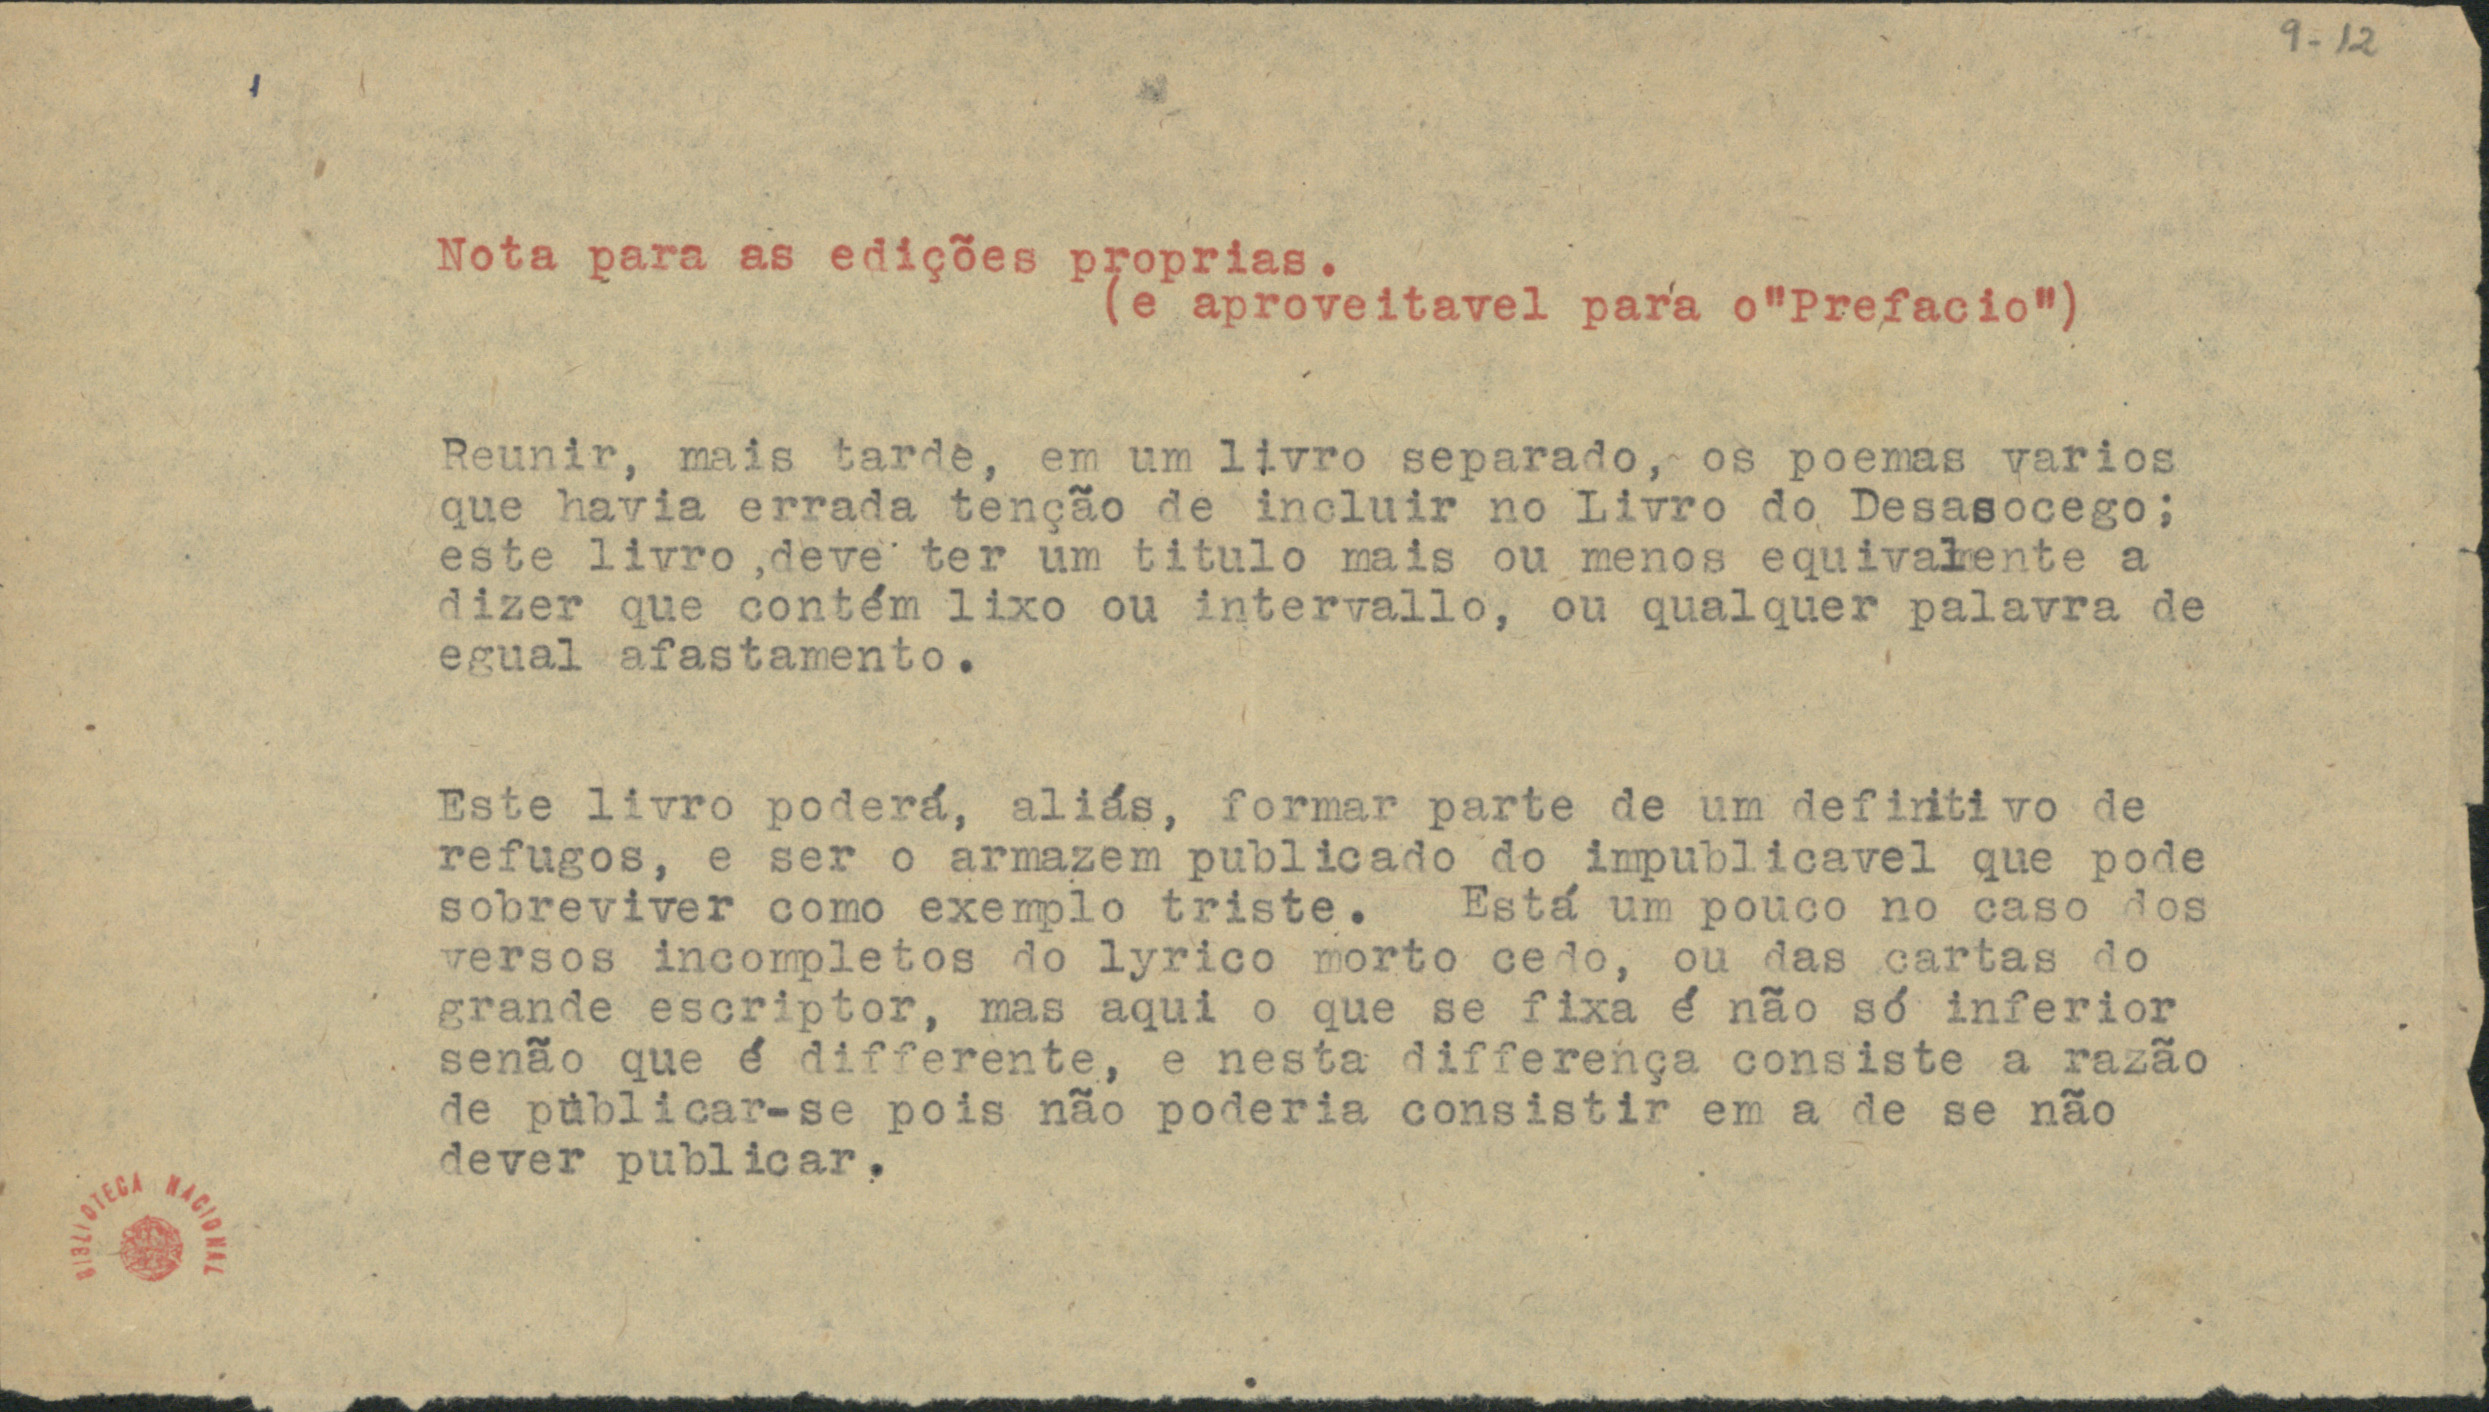 9-12
Nota para as edições proprias.
(e aproveitavel para o"Prefacio")
Reunir, mais tarde, em um livro separado, os poemas varios
que havia errada tenção de incluir no Livro do Desasocego;
este livro,deve ter um titulo mais ou menos equivalmente a
dizer que contém lixo ou intervallo, ou qualquer palavra de
egual afastamento.
Este livro poderá, aliás, formar parte de um definitivo de
refugos, e ser o armazem publicado do impublicavel que pode
sobreviver como exemplo triste. Está um pouco no caso dos
versos incompletos do lyrico morto cedo, ou das cartas do
grande escriptor, mas aqui o que se fixa é não só inferior
senão que é differente, e nesta differença consiste a razão
de publicar-se pois não poderia consistir em a de se não
dever publicar.
BIBLIOTECA NACIONAL